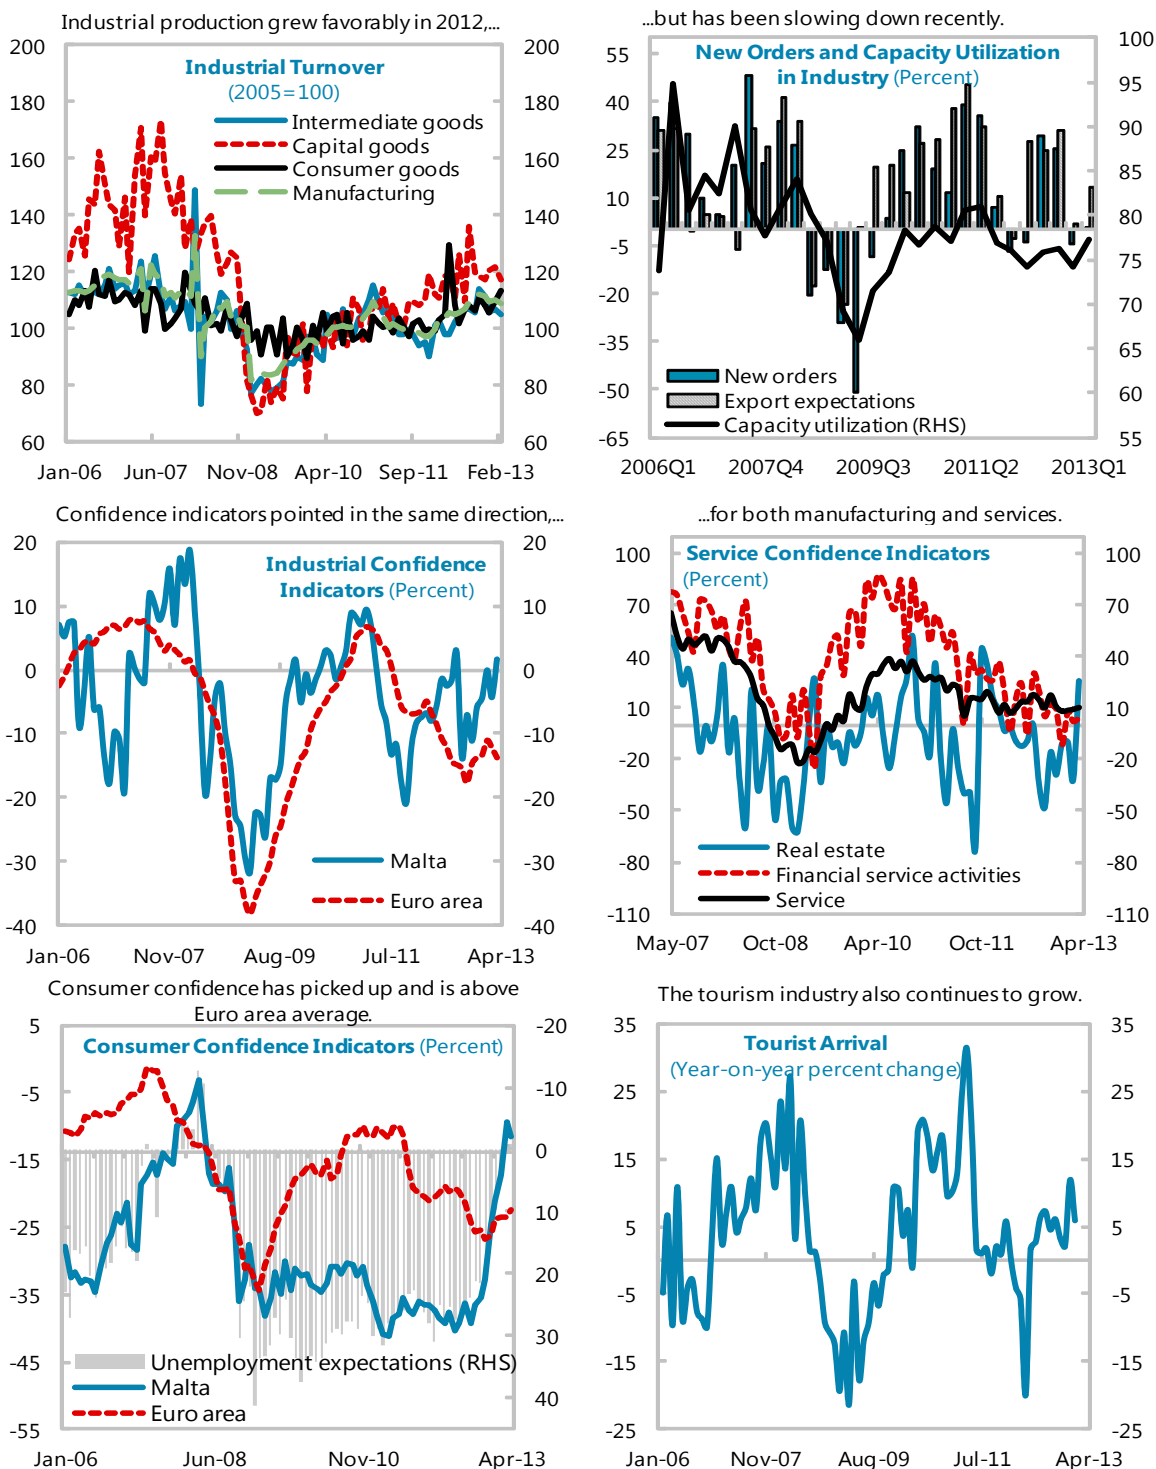 Industrial production grew favorably in 2012,...
200
180
160
140
120
100
80
60
Industrial Turnover
(2005=100)
Intermediate goods
Capital goods
Consumer goods
Manufacturing
200
180
160
140
120
100
80
60
Jan-06 Jun-07 Nov-08 Apr-10 Sep-11 Feb-13
...but has been slowing down recently.
55
40
25
10
-5
-20
-35
-50
-65
New Orders and Capacity Utilization
in Industry (Percent)
New orders
Export expectations
Capacity utilization (RHS)
100
95
90
85
80
75
70
65
60
55
2006Q1 2007Q4 2009Q3 2011Q2 2013Q1
Confidence indicators pointed in the same direction,...
20
10
0
-10
-20
-30
-40
Industrial Confidence
Indicators (Percent)
Malta
Euro area
20
10
0
-10
-20
-30
-40
Jan-06 Nov-07 Aug-09 Jul-11 Apr-13
...for both manufacturing and services.
100
70
40
10
-20
-50
-80
-110
Service Confidence Indicators
(Percent)
Real estate
Financial service activities
Service
100
70
40
10
-20
-50
-80
-110
May-07 Oct-08 Apr-10 Oct-11 Apr-13
Consumer confidence has picked up and is above
Euro area average.
5
-5
-15
-25
-35
-45
-55
Consumer Confidence Indicators (Percent)
Unemployment expectations (RHS)
Malta
Euro area
-20
-10
0
10
20
30
40
Jan-06 Jun-08 Nov-10 Apr-13
The tourism industry also continues to grow.
35
25
15
5
-5
-15
-25
Tourist Arrival
(Year-on-year percent change)
35
25
15
5
-5
-15
-25
Jan-06 Nov-07 Aug-09 Jul-11 Apr-13